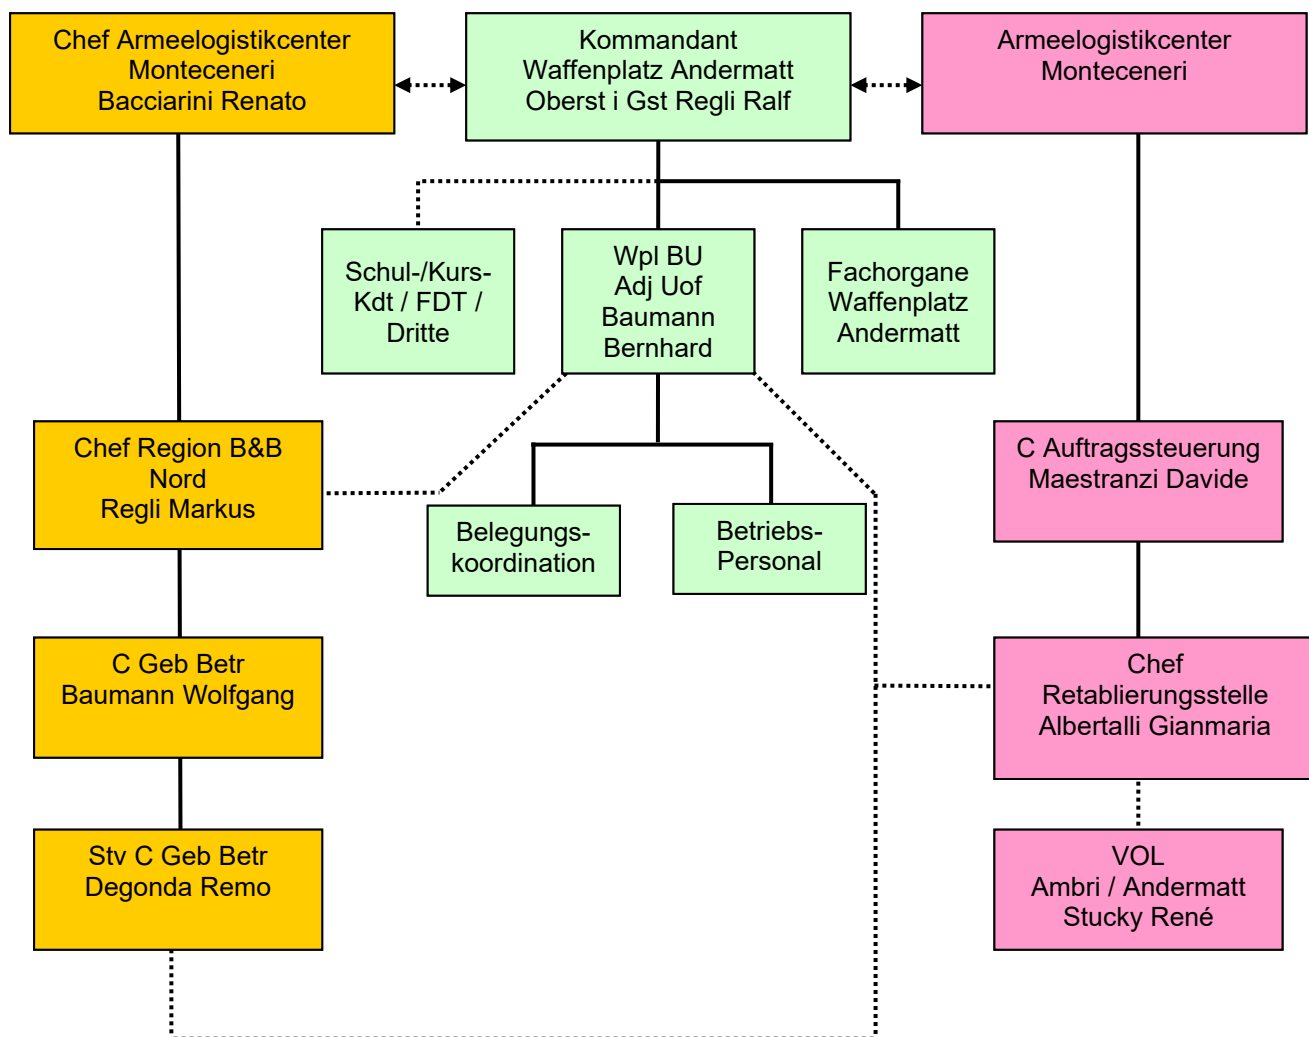 Chef Armeelogistikcenter
Monteceneri
Bacciarini Renato
Kommandant
Waffenplatz Andermatt
Oberst i Gst Regli Ralf
Armeelogistikcenter
Monteceneri
Schul-/Kurs-
Kdt / FDT /
Dritte
Wpl BU
Adj Uof
Baumann
Bernhard
Fachorgane
Waffenplatz
Andermatt
Chef Region B&B
Nord
Regli Markus
C Auftragssteuerung
Maestranzi Davide
Belegungs-
koordination
Betriebs-
Personal
C Geb Betr
Baumann Wolfgang
Chef
Retablierungsstelle
Albertalli Gianmaria
Stv C Geb Betr
Degonda Remo
VOL
Ambri / Andermatt
Stucky René